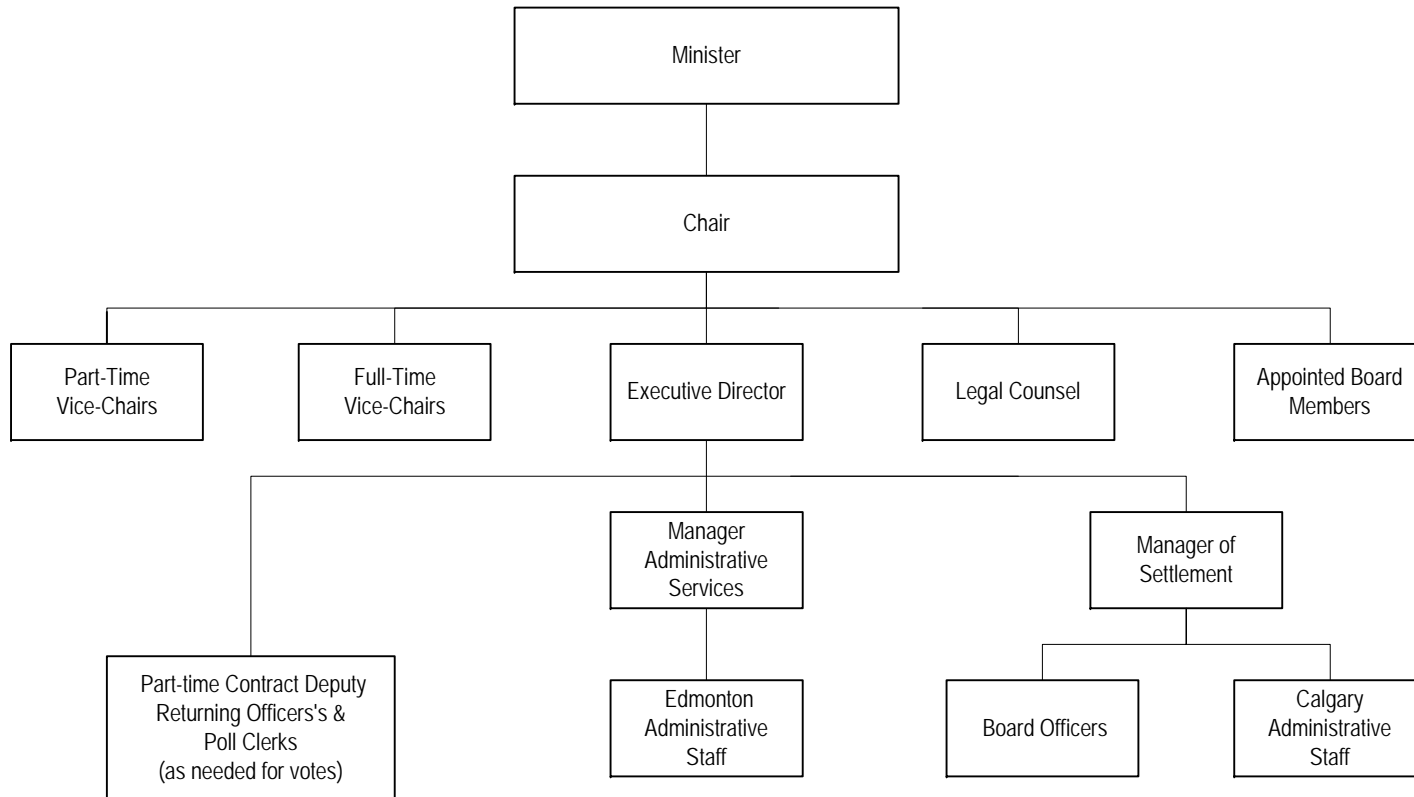 Minister
Chair
Part-Time
Vice-Chairs
Full-Time
Vice-Chairs
Executive Director
Legal Counsel
Appointed Board
Members
Manager
Administrative
Services
Manager of
Settlement
Part-time Contract Deputy
Returning Officers's &
Poll Clerks
(as needed for votes)
Edmonton
Administrative
Staff
Board Officers
Calgary
Administrative
Staff